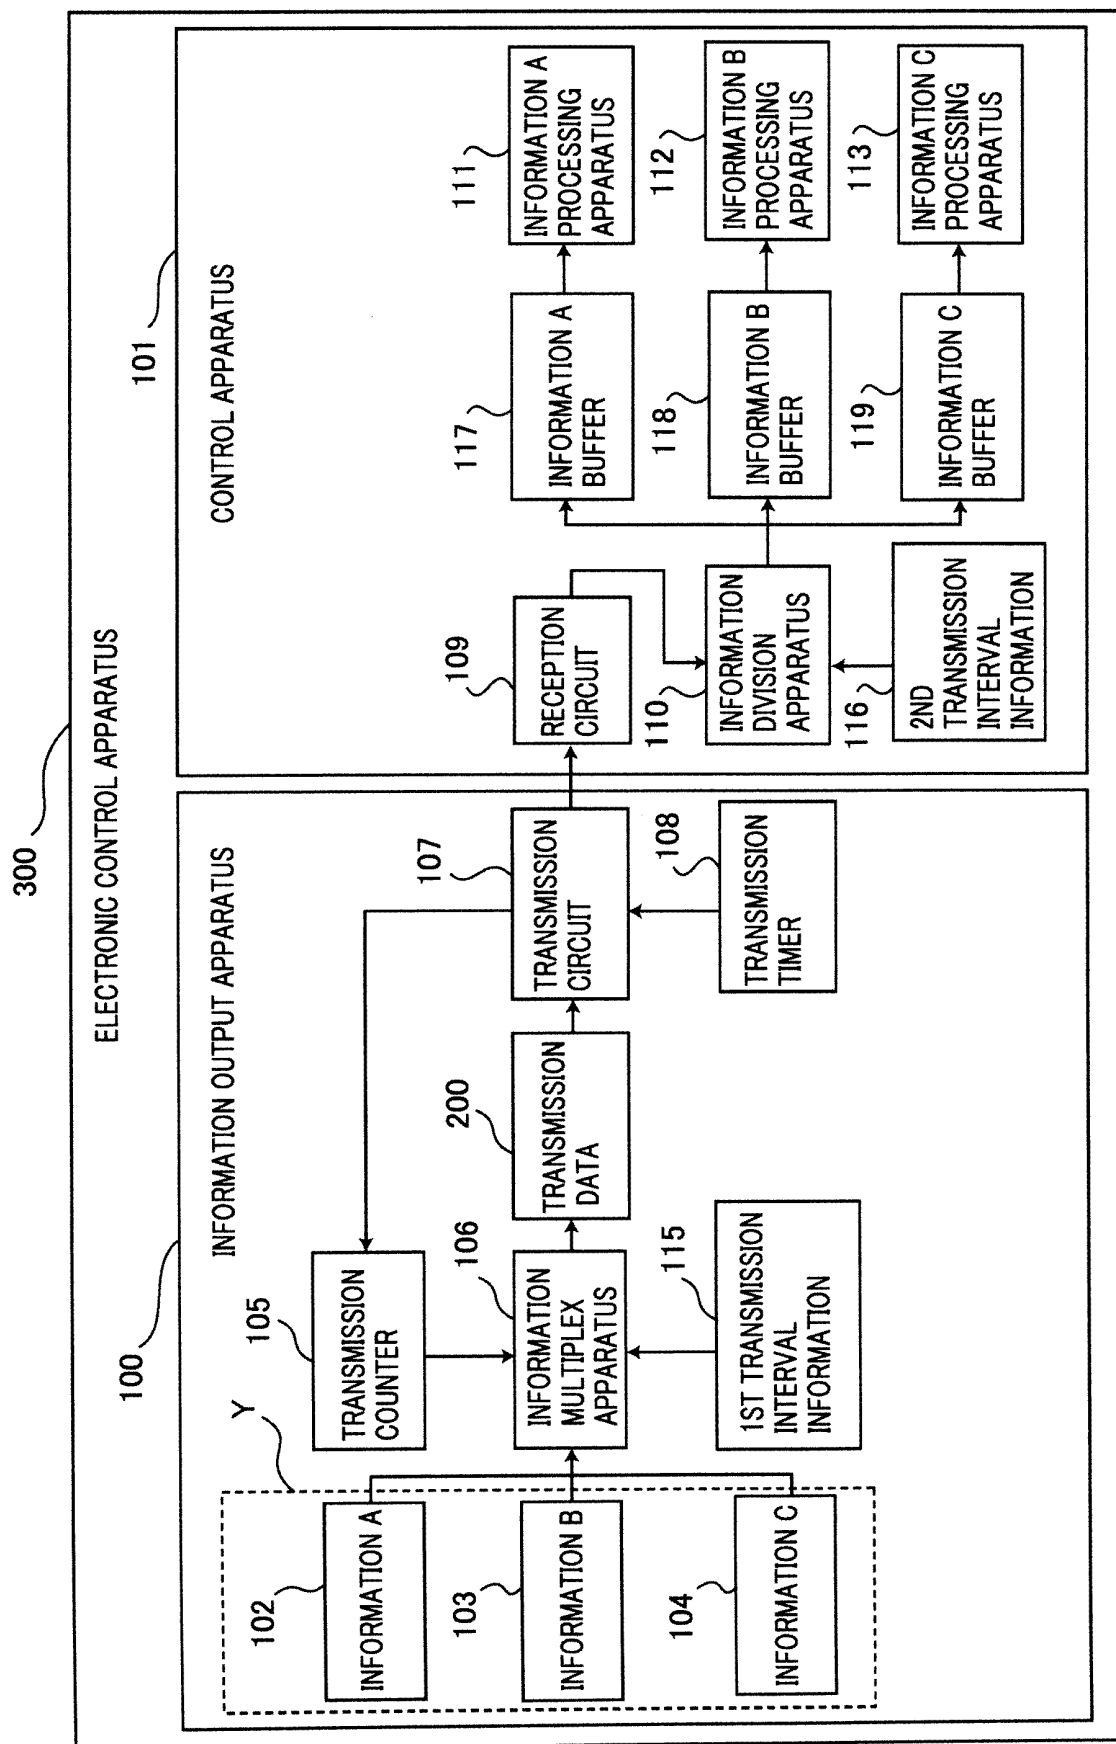 300
ELECTRONIC CONTROL APPARATUS
100
INFORMATION OUTPUT APPARATUS
Y
102
INFORMATION A
103
INFORMATION B
104
INFORMATION C
105
TRANSMISSION
COUNTER
106
INFORMATION
MULTIPLEX
APPARATUS
115
1ST TRANSMISSION
INTERVAL
INFORMATION
200
TRANSMISSION
DATA
107
TRANSMISSION
CIRCUIT
108
TRANSMISSION
TIMER
101
CONTROL APPARATUS
109
RECEPTION
CIRCUIT
110
INFORMATION
DIVISION
APPARATUS
116
2ND
TRANSMISSION
INTERVAL
INFORMATION
117
INFORMATION A
BUFFER
118
INFORMATION B
BUFFER
119
INFORMATION C
BUFFER
111
INFORMATION A
PROCESSING
APPARATUS
112
INFORMATION B
PROCESSING
APPARATUS
113
INFORMATION C
PROCESSING
APPARATUS